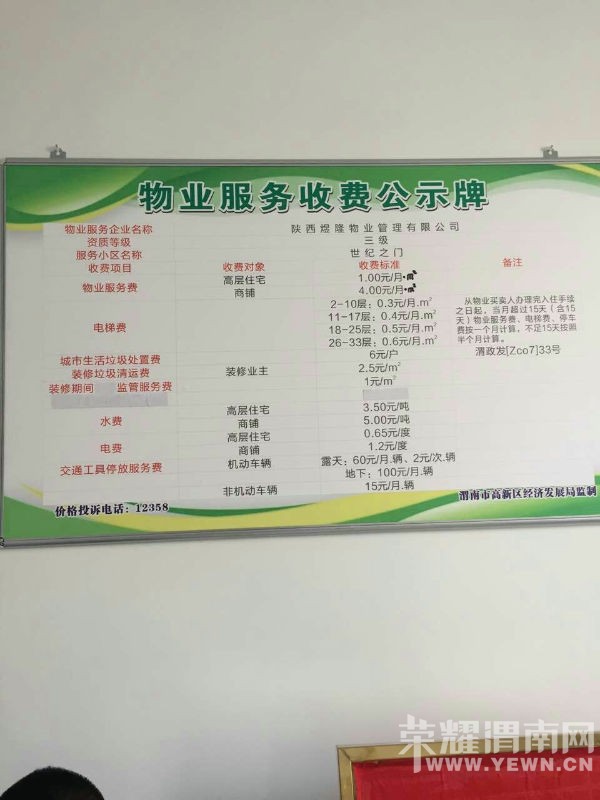 物业服务收费公示牌
物业服务企业名称 陕西煜隆物业管理有限公司
资质等级 三级
服务小区名称 世纪之门
收费项目 收费对象 收费标准 备注
物业服务费 高层住宅 1.00元/月·
商铺 4.00元/月·
电梯费 2-10层：0.3元/月.m²
11-17层：0.4元/月.m²
18-25层：0.5元/月.m²
26-33层：0.6元/月.m²
从物业买卖人办理完入住手续
之日起，当月超过15天（含15
天）物业服务费、电梯费、停车
费按一个月计算，不足15天按照
半个月计算。
城市生活垃圾处置费 6元/户 渭政发[Zco7]33号
装修垃圾清运费 装修业主 2.5元/m²
装修期间 监管服务费 1元/m²
水费 高层住宅 3.50元/吨
商铺 5.00元/吨
电费 高层住宅 0.65元/度
商铺 1.2元/度
交通工具停放服务费 机动车辆 露天：60元/月.辆、2元/次.辆
地下：100元/月.辆
非机动车辆 15元/月.辆
价格投诉电话：12358 渭南市高新区经济发展局监制
荣耀渭南网
WWW.YEWN.CN